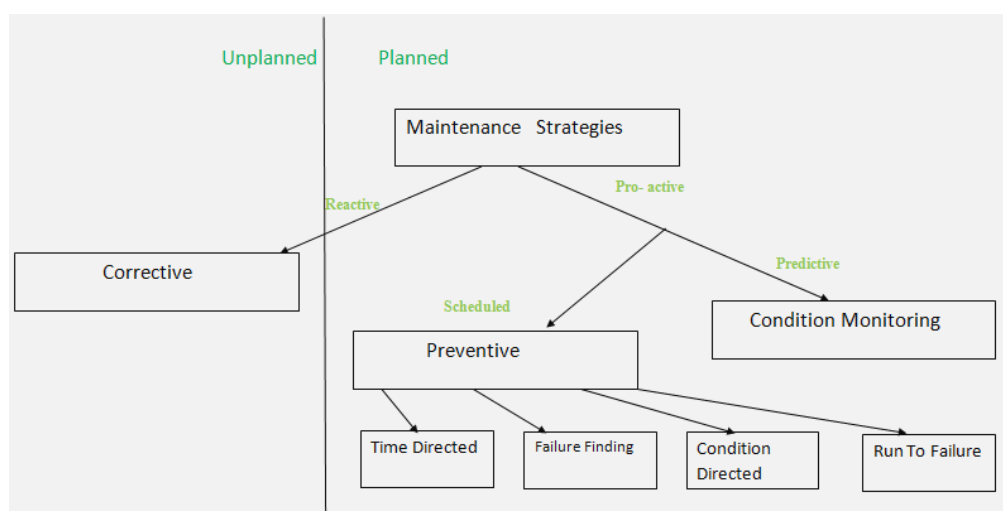 Unplanned
Planned
Maintenance Strategies
Pro- active
Reactive
Corrective
Predictive
Scheduled
Condition Monitoring
Preventive
Time Directed
Failure Finding
Condition
Directed
Run To Failure